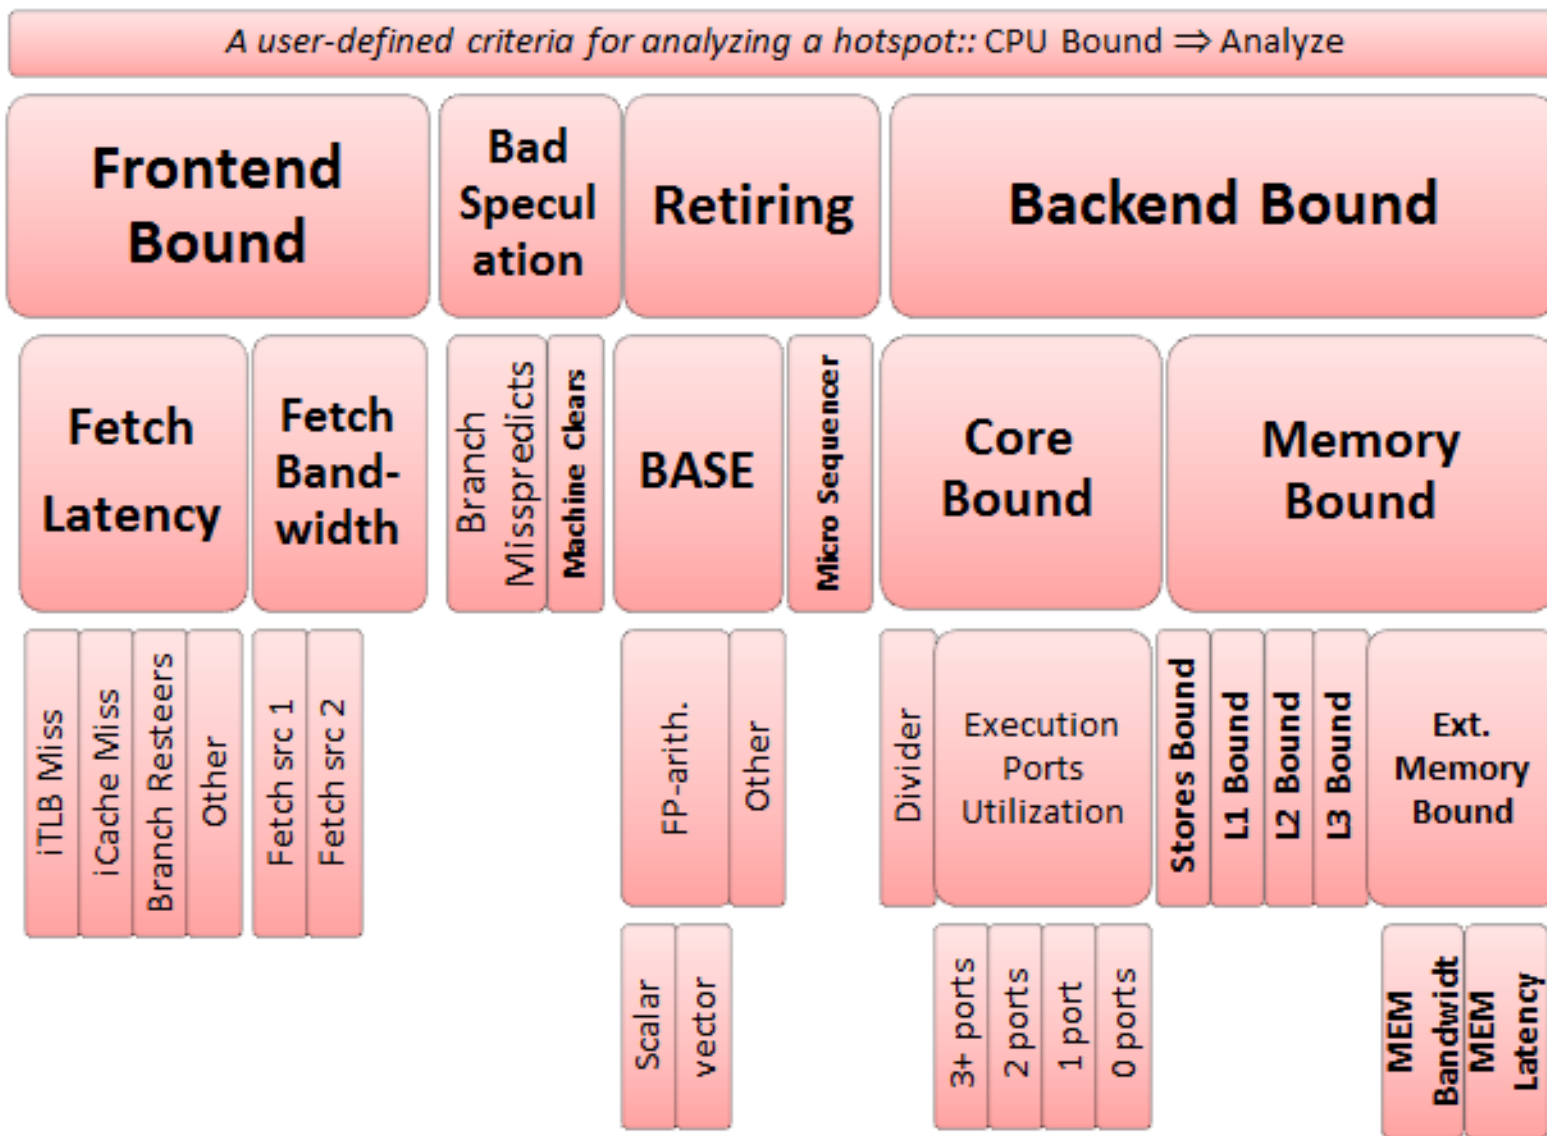 A user-defined criteria for analyzing a hotspot:: CPU Bound ⇒ Analyze
Frontend
Bound
Bad
Specul
ation
Retiring
Backend Bound
Fetch
Latency
Fetch
Band-
width
Branch
Misspredicts
Machine Clears
BASE
Micro Sequencer
Core
Bound
Memory
Bound
iTLB Miss
iCache Miss
Branch Resteers
Other
Fetch src 1
Fetch src 2
FP-arith.
Other
Divider
Execution
Ports
Utilization
Stores Bound
L1 Bound
L2 Bound
L3 Bound
Ext.
Memory
Bound
Scalar
vector
3+ ports
2 ports
1 port
0 ports
MEM
Bandwidt
MEM
Latency